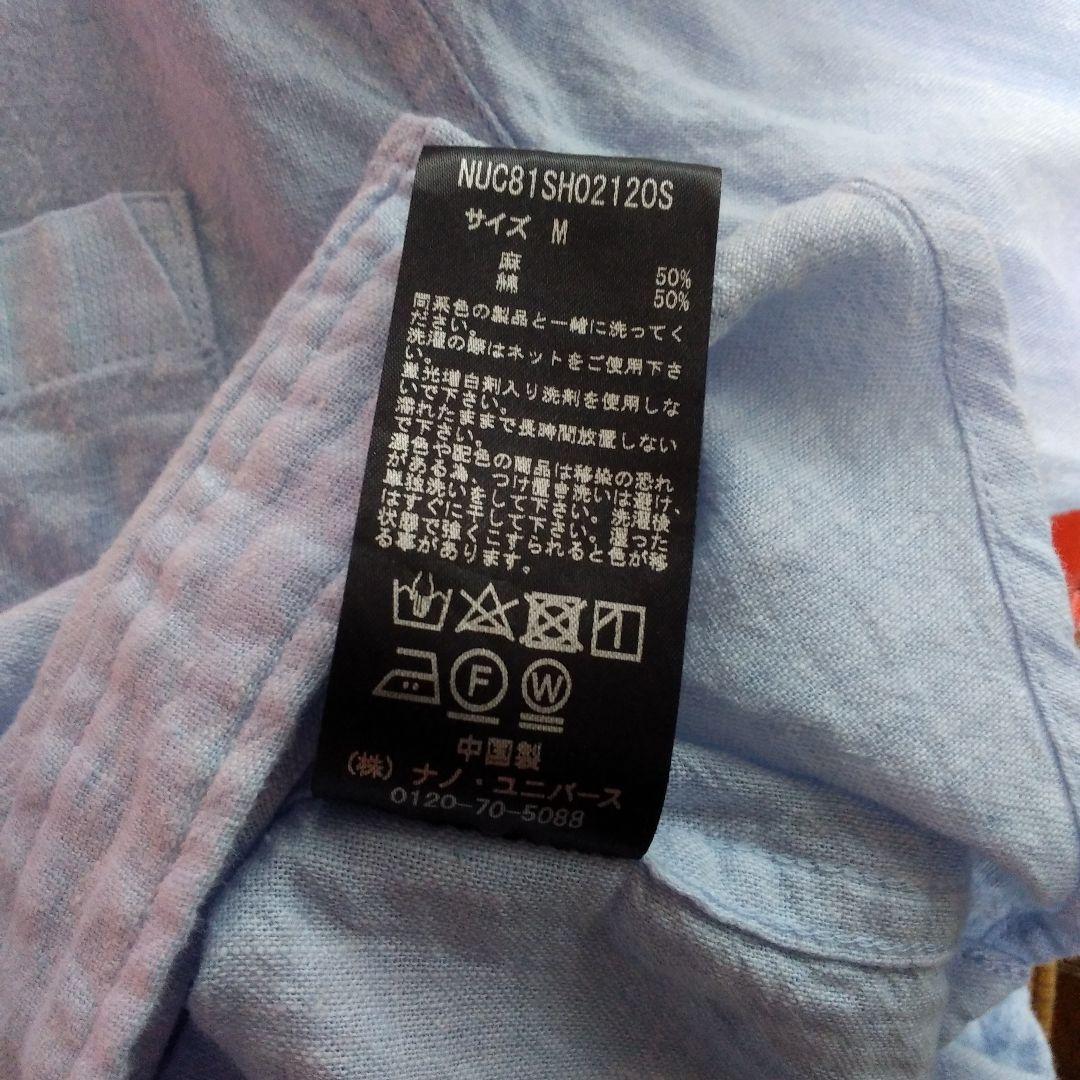 NUC81SH02120S
サイズ M
麻 50%
綿 50%
同系色の製品と一緒に洗ってく
ださい。
洗濯の際はネットをご使用下さ
い。
蛍光増白剤入り洗剤を使用しな
いで下さい。
濡れたままで長時間放置しない
で下さい。
濃色や配色の商品は移染の恐れ
がある為、つけ置き洗いは避け、
単独洗いをして下さい。洗濯後
はすぐに干して下さい。湿った
状態で強くこすられると色が移
る事があります。
F
W
中国製
(株) ナノ・ユニバース
0120-70-5088